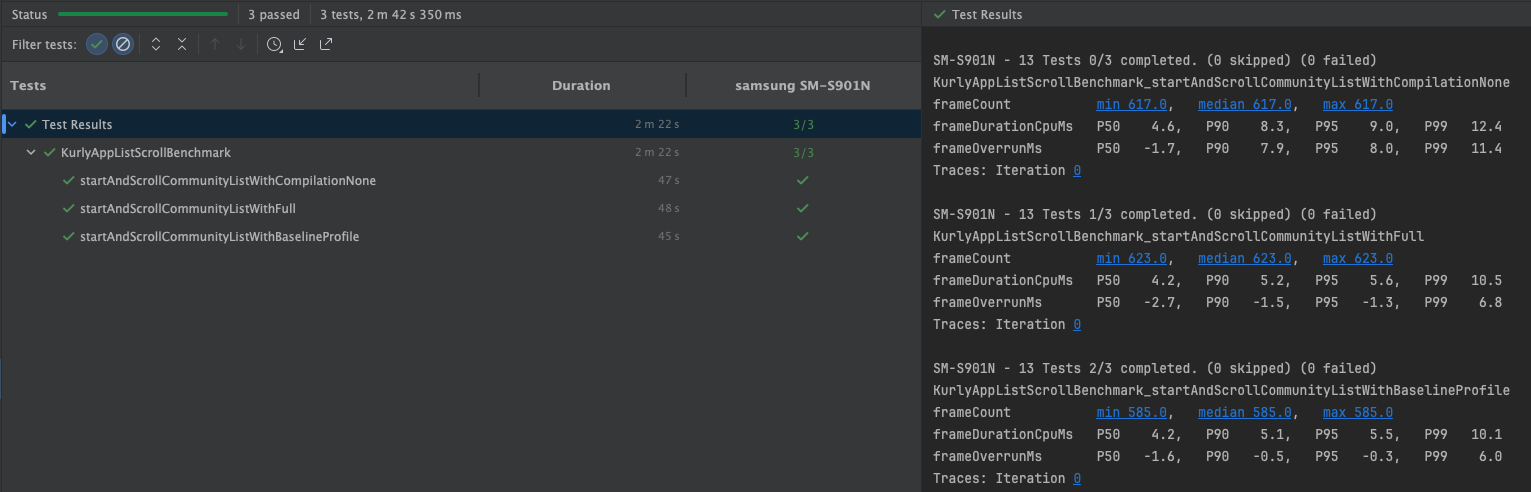 Status 3 passed 3 tests, 2 m 42 s 350 ms
Filter tests:
Tests Duration samsung SM-S901N
Test Results 2 m 22 s 3/3
KurlyAppListScrollBenchmark 2 m 22 s 3/3
startAndScrollCommunityListWithCompilationNone 47 s
startAndScrollCommunityListWithFull 48 s
startAndScrollCommunityListWithBaselineProfile 45 s
Test Results
SM-S901N - 13 Tests 0/3 completed. (0 skipped) (0 failed)
KurlyAppListScrollBenchmark_startAndScrollCommunityListWithCompilationNone
frameCount min 617.0, median 617.0, max 617.0
frameDurationCpuMs P50 4.6, P90 8.3, P95 9.0, P99 12.4
frameOverrunMs P50 -1.7, P90 7.9, P95 8.0, P99 11.4
Traces: Iteration 0
SM-S901N - 13 Tests 1/3 completed. (0 skipped) (0 failed)
KurlyAppListScrollBenchmark_startAndScrollCommunityListWithFull
frameCount min 623.0, median 623.0, max 623.0
frameDurationCpuMs P50 4.2, P90 5.2, P95 5.6, P99 10.5
frameOverrunMs P50 -2.7, P90 -1.5, P95 -1.3, P99 6.8
Traces: Iteration 0
SM-S901N - 13 Tests 2/3 completed. (0 skipped) (0 failed)
KurlyAppListScrollBenchmark_startAndScrollCommunityListWithBaselineProfile
frameCount min 585.0, median 585.0, max 585.0
frameDurationCpuMs P50 4.2, P90 5.1, P95 5.5, P99 10.1
frameOverrunMs P50 -1.6, P90 -0.5, P95 -0.3, P99 6.0
Traces: Iteration 0